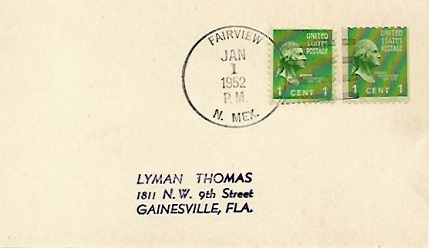 FAIRVIEW
JAN
1
1952
P.M.
N. MEX.
UNITED
STATES
POSTAGE
1 CENT 1
UNITED
STATES
POSTAGE
1 CENT 1
LYMAN THOMAS
1811 N. W. 9th Street
GAINESVILLE, FLA.